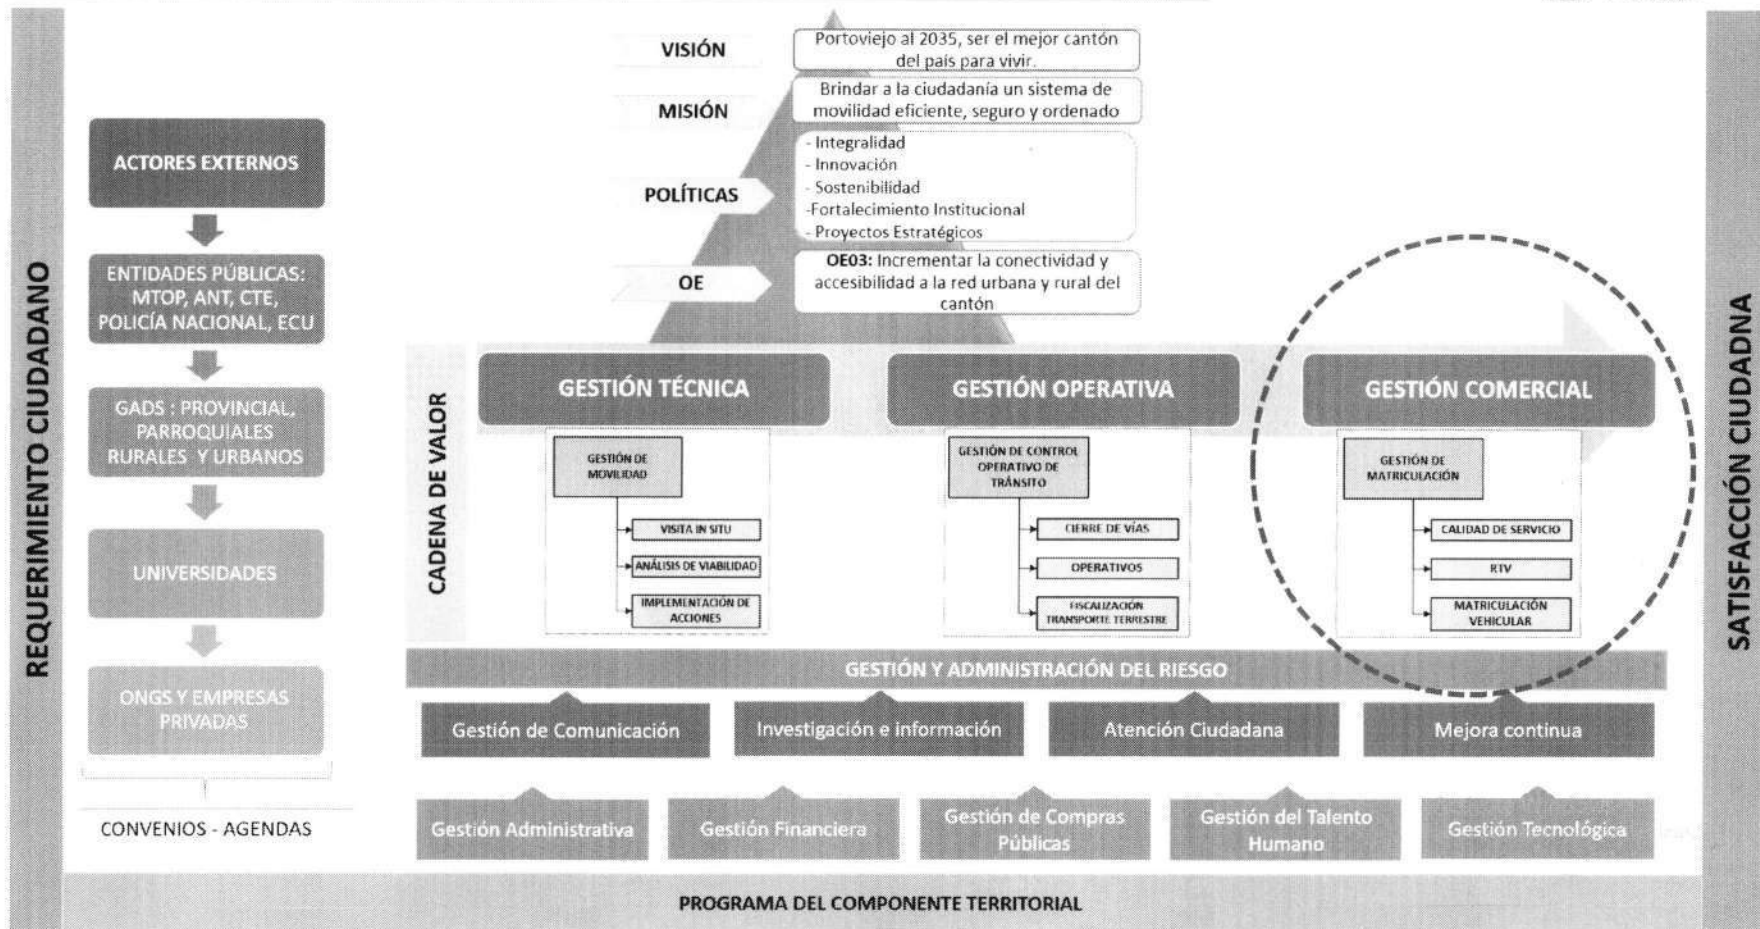 REQUERIMIENTO CIUDADANO
ACTORES EXTERNOS
ENTIDADES PÚBLICAS:
MTOP, ANT, CTE,
POLICÍA NACIONAL, ECU
GADS : PROVINCIAL,
PARROQUIALES
RURALES Y URBANOS
UNIVERSIDADES
ONGS Y EMPRESAS
PRIVADAS
CONVENIOS - AGENDAS
VISIÓN
Portoviejo al 2035, ser el mejor cantón
del país para vivir.
MISIÓN
Brindar a la ciudadanía un sistema de
movilidad eficiente, seguro y ordenado
POLÍTICAS
- Integralidad
- Innovación
- Sostenibilidad
-Fortalecimiento Institucional
- Proyectos Estratégicos
OE
OE03: Incrementar la conectividad y
accesibilidad a la red urbana y rural del
cantón
CADENA DE VALOR
GESTIÓN TÉCNICA
GESTIÓN DE
MOVILIDAD
VISITA IN SITU
ANÁLISIS DE VIABILIDAD
IMPLEMENTACIÓN DE
ACCIONES
GESTIÓN OPERATIVA
GESTIÓN DE CONTROL
OPERATIVO DE
TRÁNSITO
CIERRE DE VÍAS
OPERATIVOS
FISCALIZACIÓN
TRANSPORTE TERRESTRE
GESTIÓN COMERCIAL
GESTIÓN DE
MATRICULACIÓN
CALIDAD DE SERVICIO
RTV
MATRICULACIÓN
VEHICULAR
GESTIÓN Y ADMINISTRACIÓN DEL RIESGO
Gestión de Comunicación
Investigación e información
Atención Ciudadana
Mejora continua
Gestión Administrativa
Gestión Financiera
Gestión de Compras
Públicas
Gestión del Talento
Humano
Gestión Tecnológica
PROGRAMA DEL COMPONENTE TERRITORIAL
SATISFACCIÓN CIUDADNA